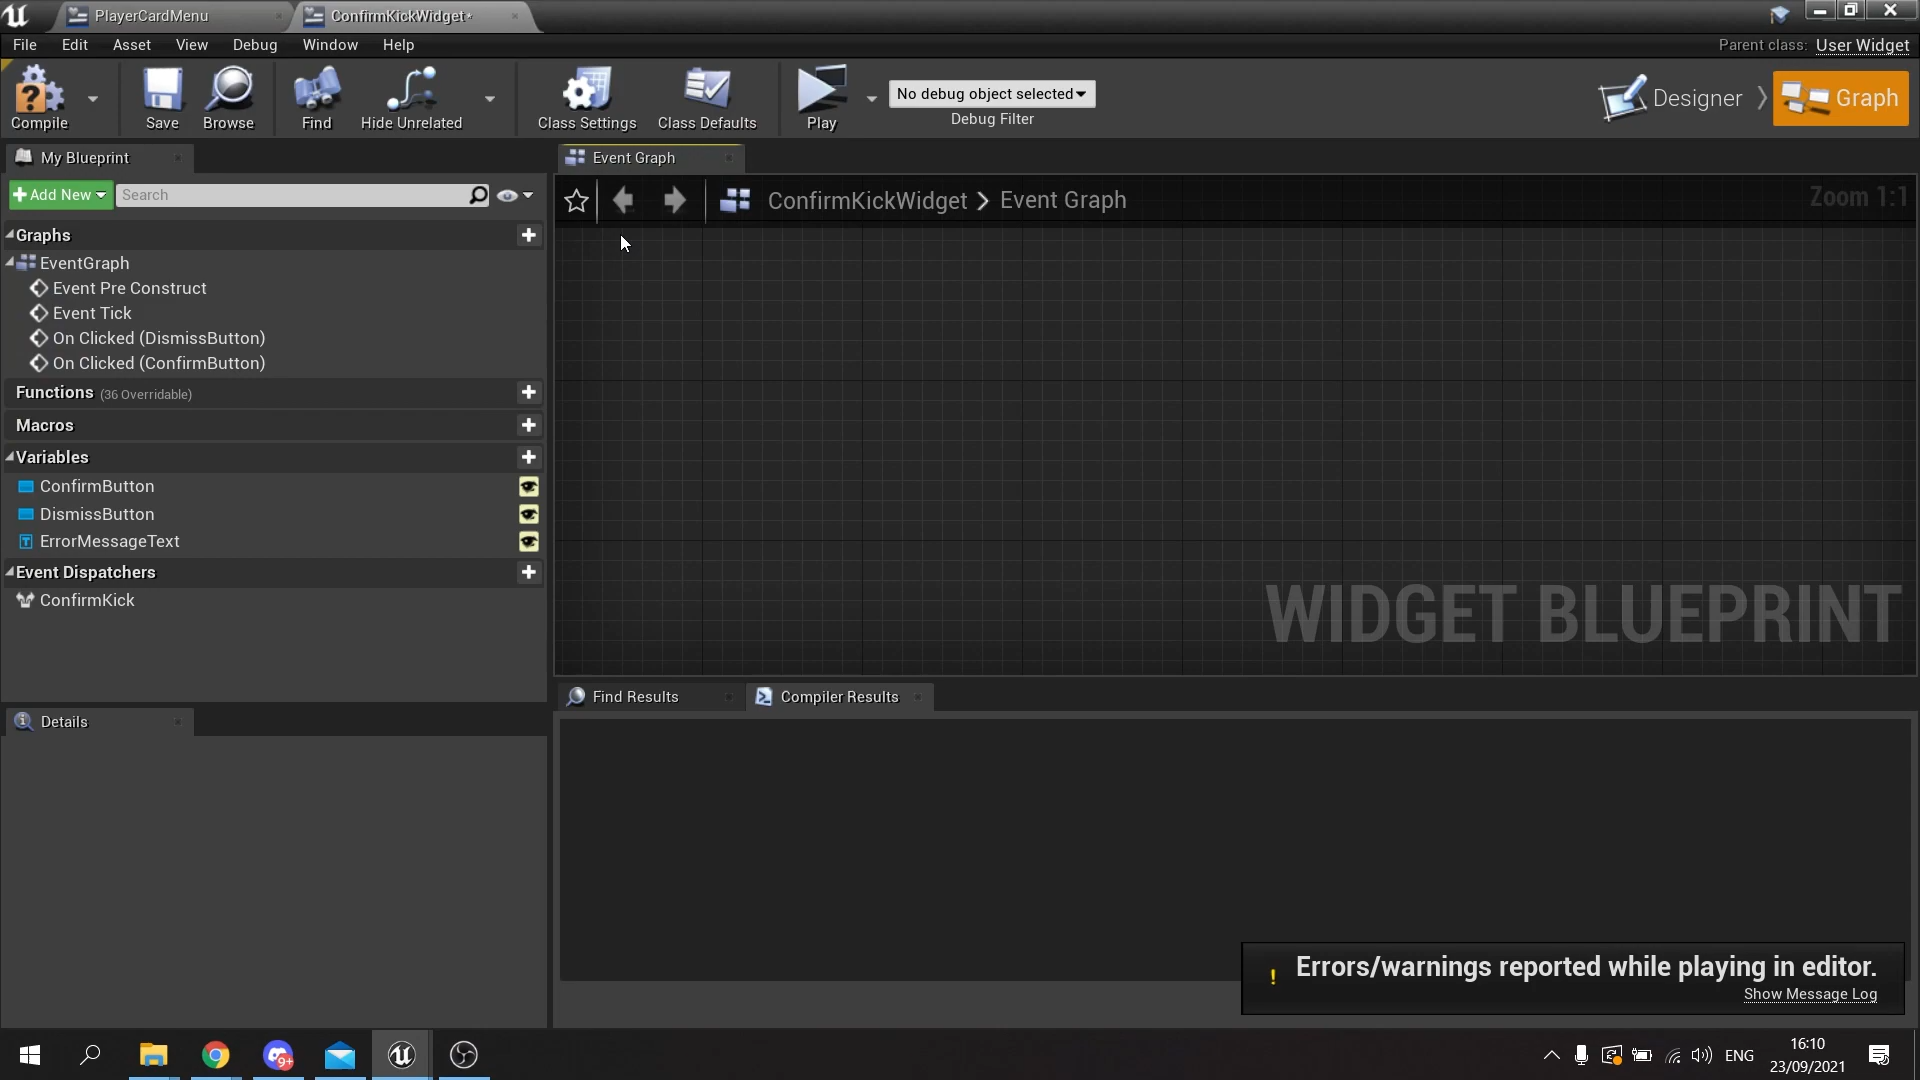 PlayerCardMenu
ConfirmKickWidget*
File Edit Asset View Debug Window Help
Parent class: User Widget
Compile
Save
Browse
Find
Hide Unrelated
Class Settings
Class Defaults
Play
No debug object selected
Debug Filter
Designer
Graph
My Blueprint
Add New
Search
Graphs
EventGraph
Event Pre Construct
Event Tick
On Clicked (DismissButton)
On Clicked (ConfirmButton)
Functions (36 Overridable)
Macros
Variables
ConfirmButton
DismissButton
ErrorMessageText
Event Dispatchers
ConfirmKick
Details
Event Graph
ConfirmKickWidget > Event Graph
Zoom 1:1
WIDGET BLUEPRINT
Find Results
Compiler Results
Errors/warnings reported while playing in editor.
Show Message Log
9+
ENG
16:10
23/09/2021